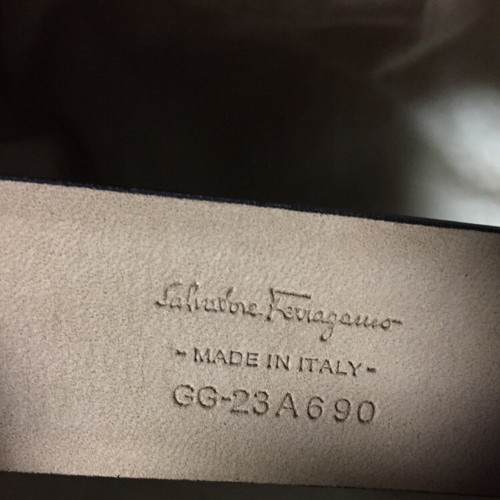 Salvatore Ferragamo
- MADE IN ITALY -
GG-23A690